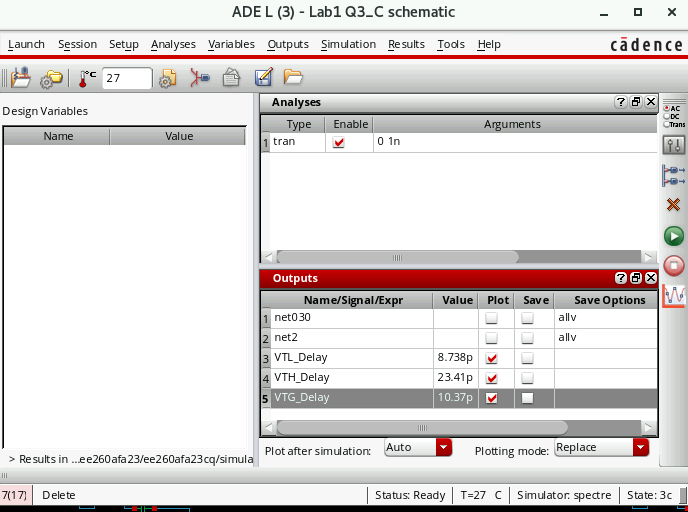 ADE L (3) - Lab1 Q3_C schematic
Launch Session Setup Analyses Variables Outputs Simulation Results Tools Help
cādence
°C 27
Design Variables
Name Value
Analyses
Type Enable Arguments
1 tran 0 1n
AC
DC
Trans
Outputs
Name/Signal/Expr Value Plot Save Save Options
1 net030 allv
2 net2 allv
3 VTL_Delay 8.738p
4 VTH_Delay 23.41p
5 VTG_Delay 10.37p
> Results in ...ee260afa23/ee260afa23cq/simula
Plot after simulation: Auto Plotting mode: Replace
7(17) Delete Status: Ready T=27 C Simulator: spectre State: 3c